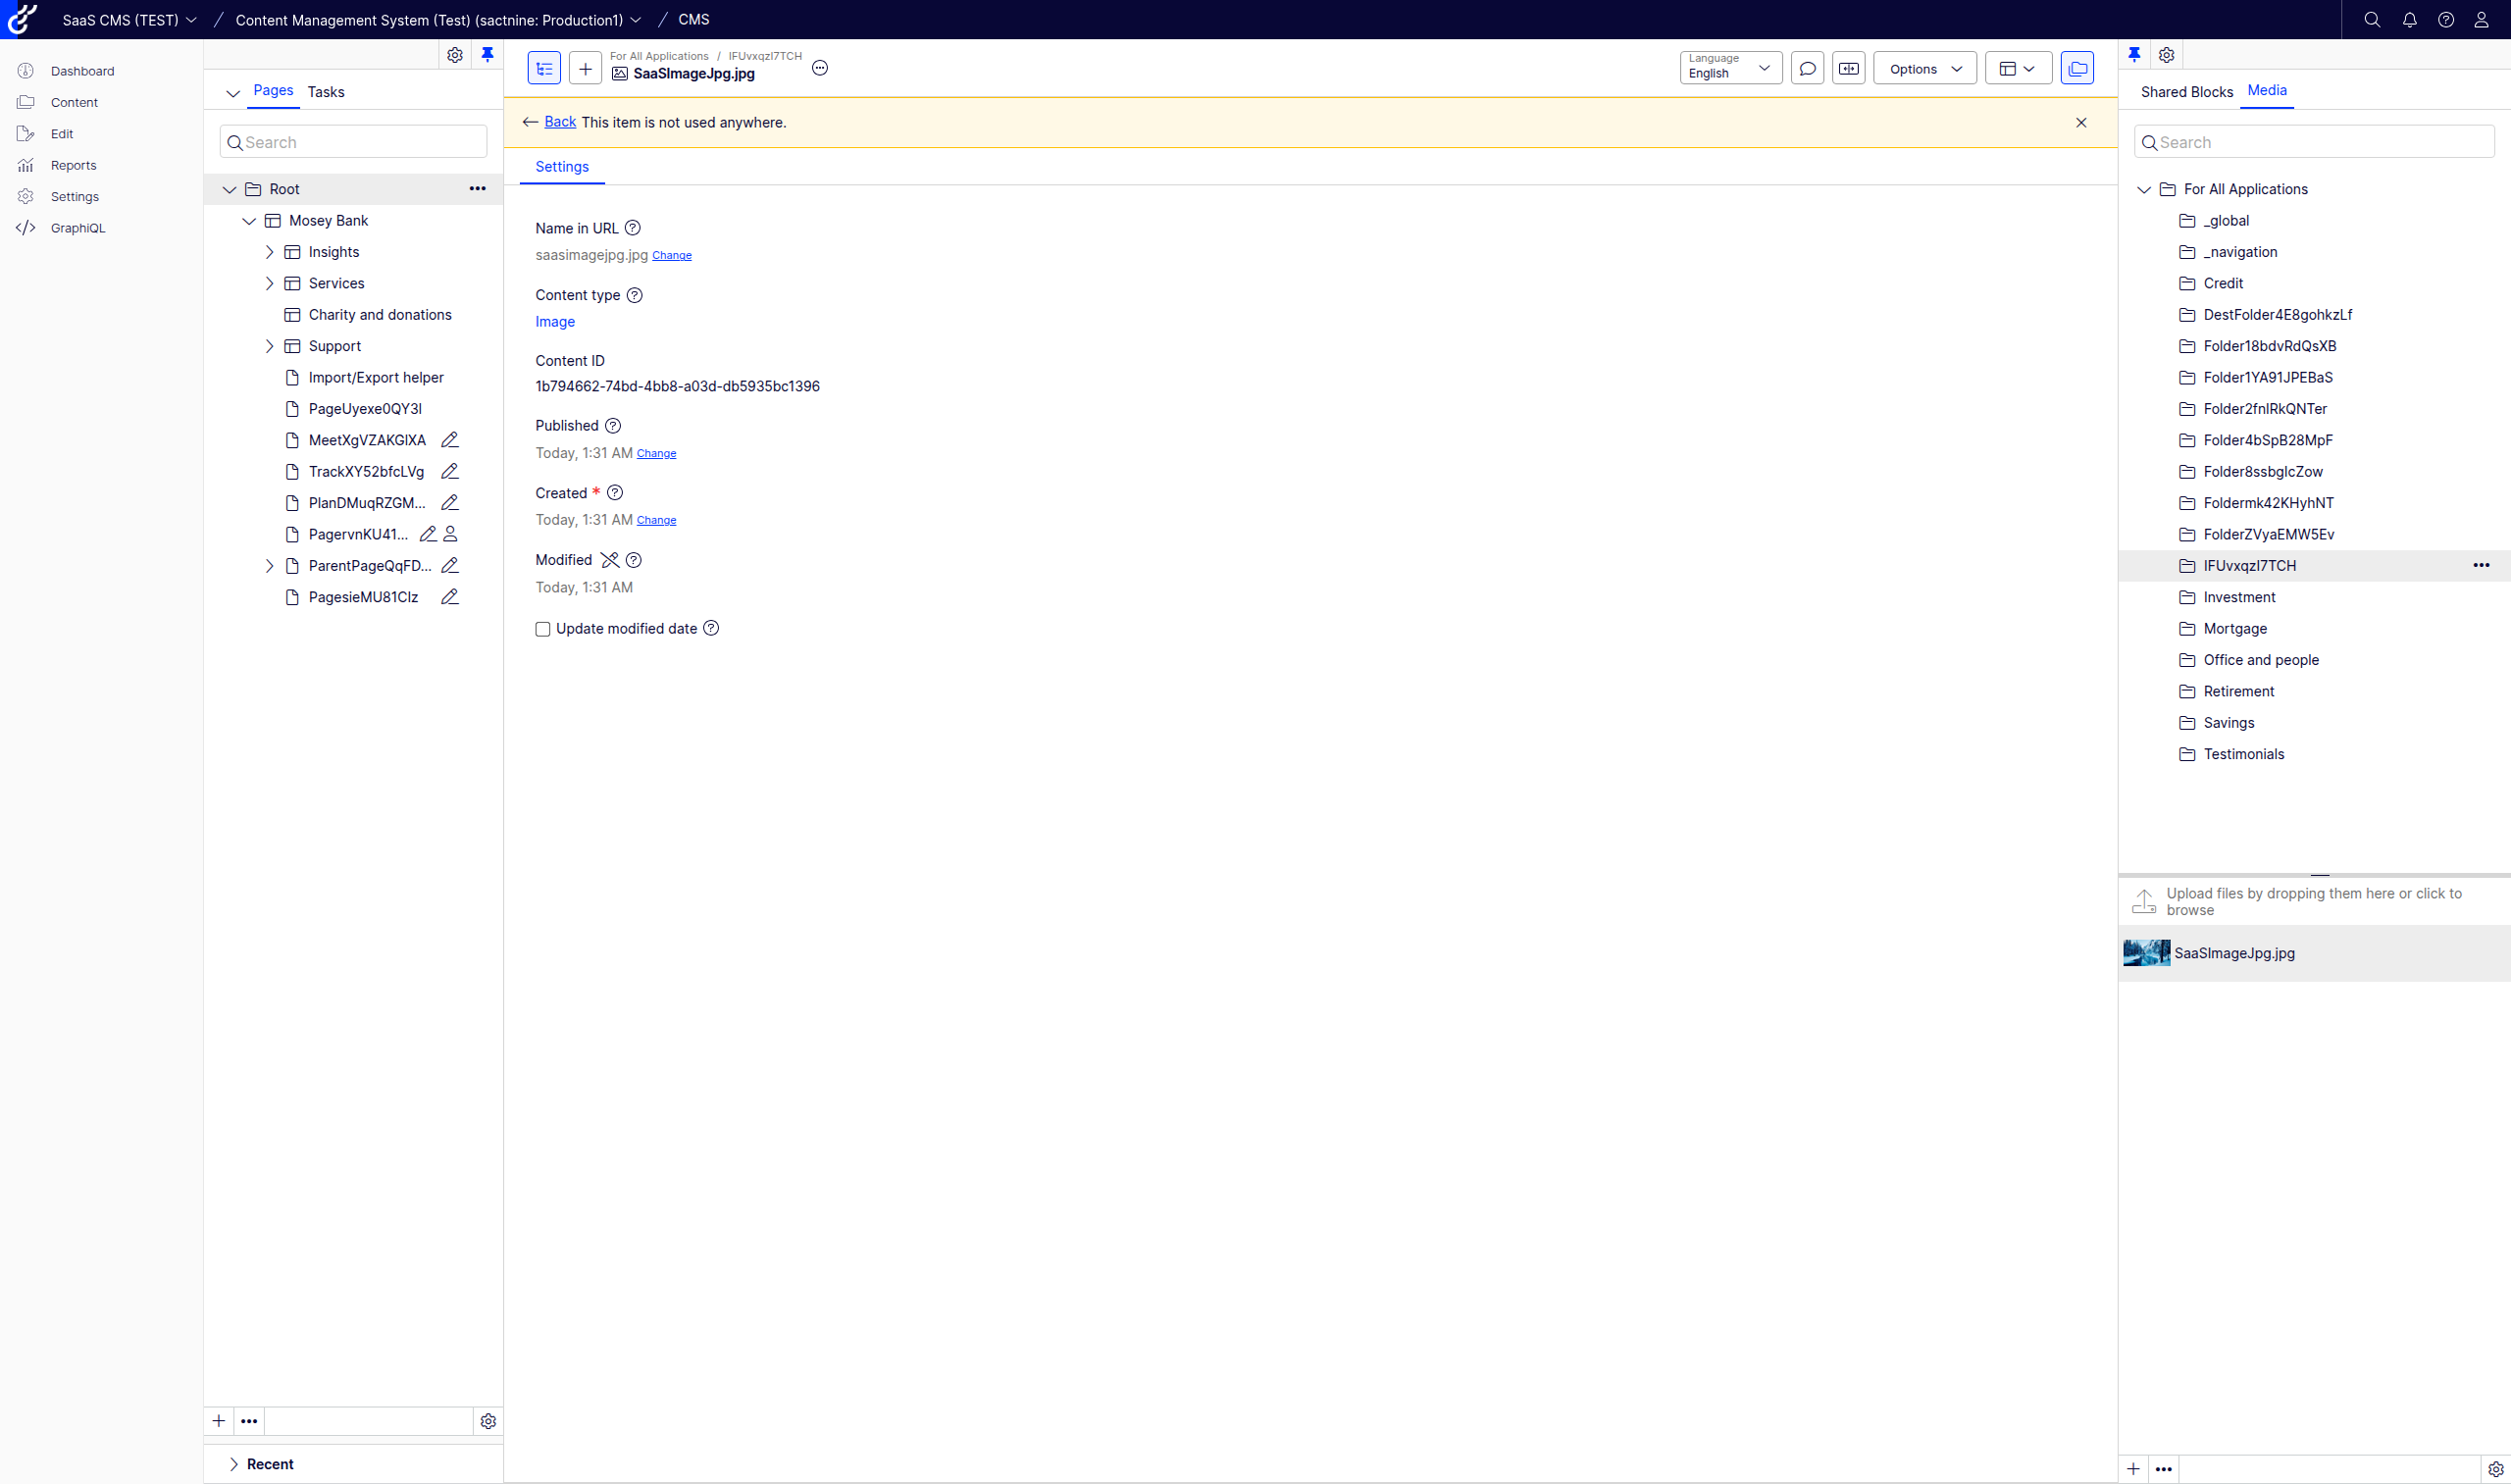 SaaS CMS (TEST) / Content Management System (Test) (sactnine: Production1) / CMS
Dashboard
Content
Edit
Reports
Settings
GraphiQL
Pages Tasks
Search
Root
Mosey Bank
Insights
Services
Charity and donations
Support
Import/Export helper
PageUyexe0QY3l
MeetXgVZAKGlXA
TrackXY52bfcLVg
PlanDMuqRZGM...
PagervnKU41...
ParentPageQqFD...
PagesieMU81Clz
Recent
For All Applications / IFUvxqzI7TCH
SaaSImageJpg.jpg
Language
English
Options
Back This item is not used anywhere.
Settings
Name in URL
saasimagejpg.jpg Change
Content type
Image
Content ID
1b794662-74bd-4bb8-a03d-db5935bc1396
Published
Today, 1:31 AM Change
Created *
Today, 1:31 AM Change
Modified
Today, 1:31 AM
Update modified date
Shared Blocks Media
Search
For All Applications
_global
_navigation
Credit
DestFolder4E8gohkzLf
Folder18bdvRdQsXB
Folder1YA91JPEBaS
Folder2fnIRkQNTer
Folder4bSpB28MpF
Folder8ssbglcZow
Foldermk42KHyhNT
FolderZVyaEMW5Ev
IFUvxqzI7TCH
Investment
Mortgage
Office and people
Retirement
Savings
Testimonials
Upload files by dropping them here or click to
browse
SaaSImageJpg.jpg